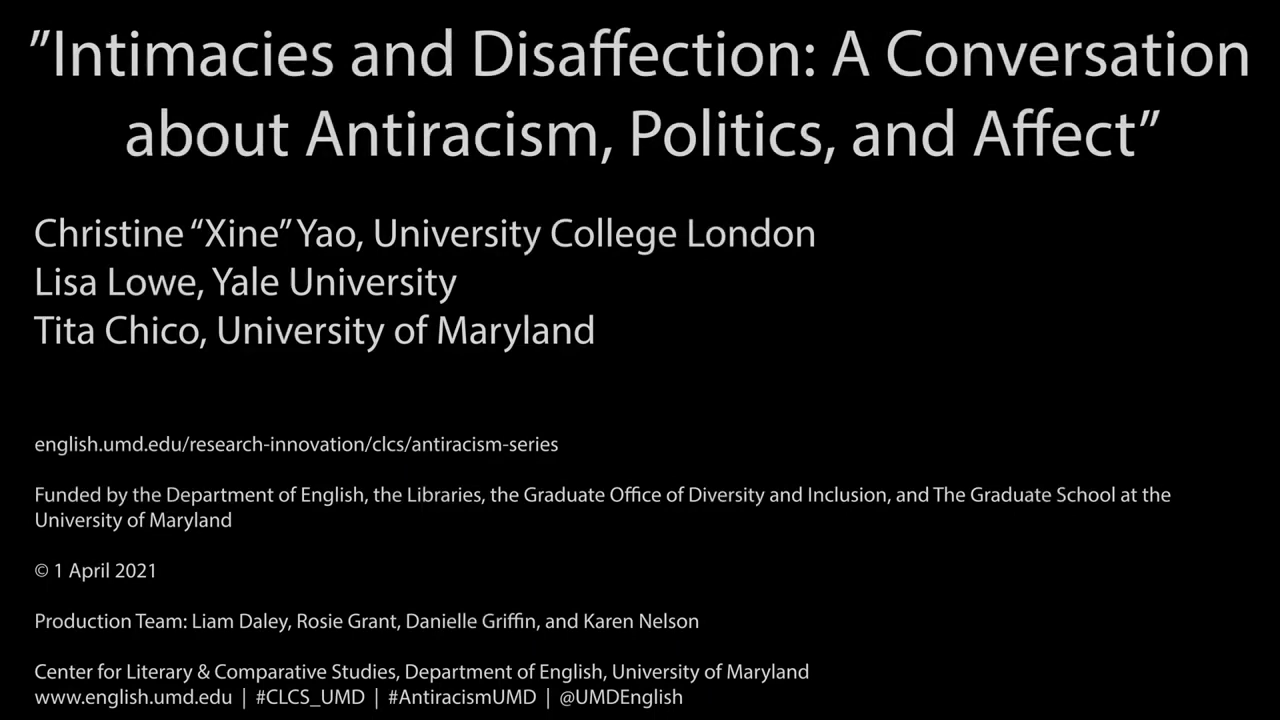 ”Intimacies and Disaffection: A Conversation
about Antiracism, Politics, and Affect”
Christine “Xine” Yao, University College London
Lisa Lowe, Yale University
Tita Chico, University of Maryland
english.umd.edu/research-innovation/clcs/antiracism-series
Funded by the Department of English, the Libraries, the Graduate Office of Diversity and Inclusion, and The Graduate School at the
University of Maryland
© 1 April 2021
Production Team: Liam Daley, Rosie Grant, Danielle Griffin, and Karen Nelson
Center for Literary & Comparative Studies, Department of English, University of Maryland
www.english.umd.edu | #CLCS_UMD | #AntiracismUMD | @UMDEnglish